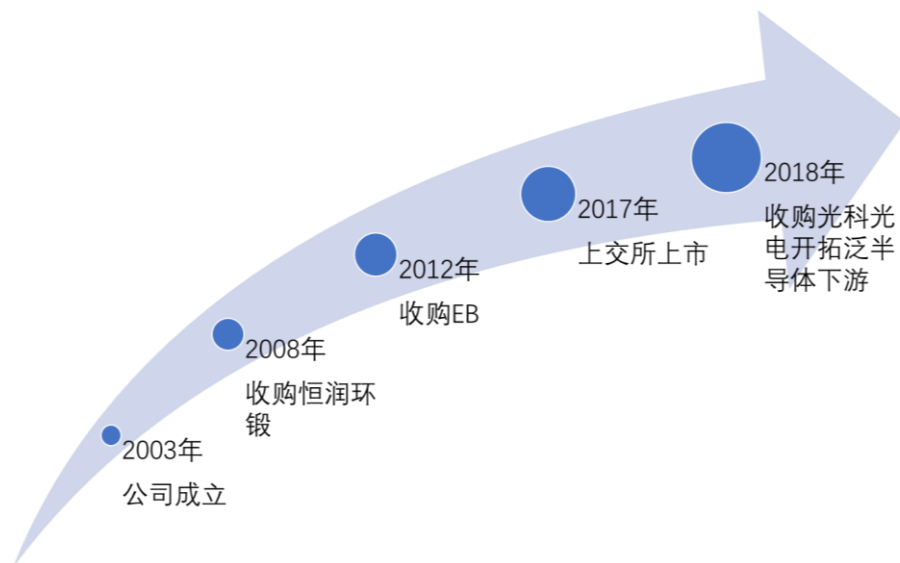 2003年
公司成立
2008年
收购恒润环
锻
2012年
收购EB
2017年
上交所上市
2018年
收购光科光
电开拓泛半
导体下游